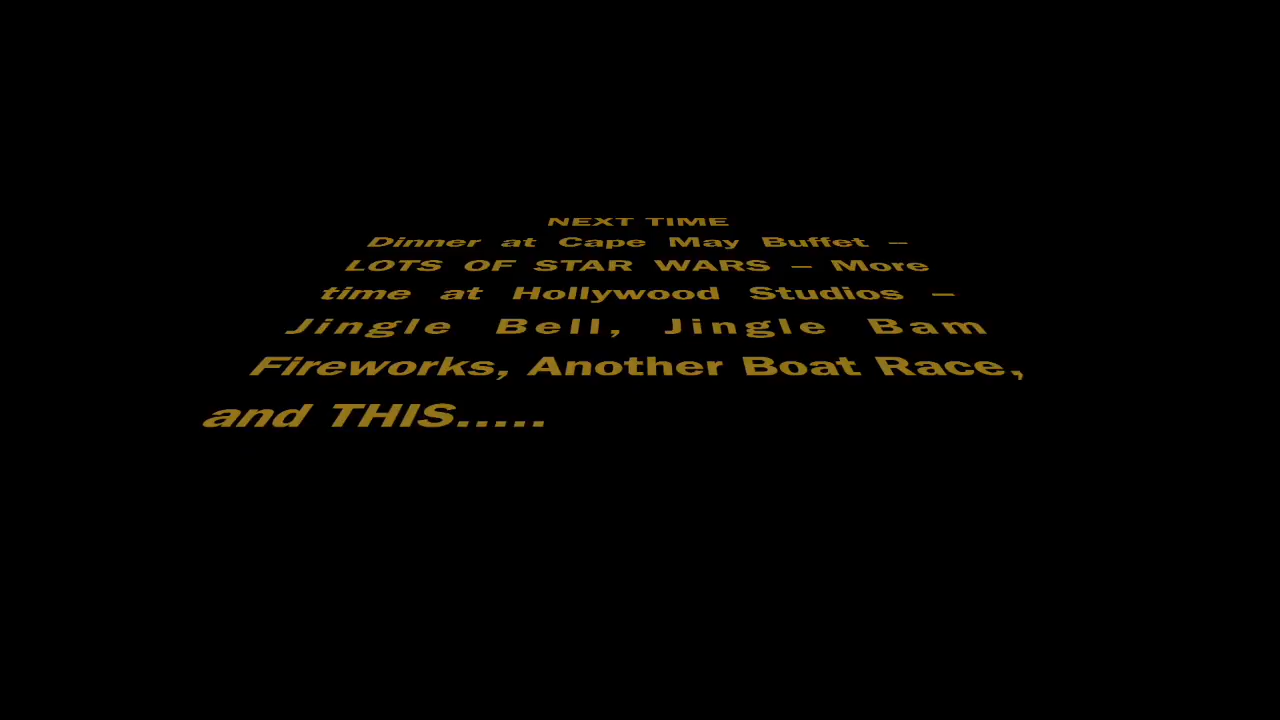 NEXT TIME
Dinner at Cape May Buffet –
LOTS OF STAR WARS – More
time at Hollywood Studios –
Jingle Bell, Jingle Bam
Fireworks, Another Boat Race,
and THIS.....